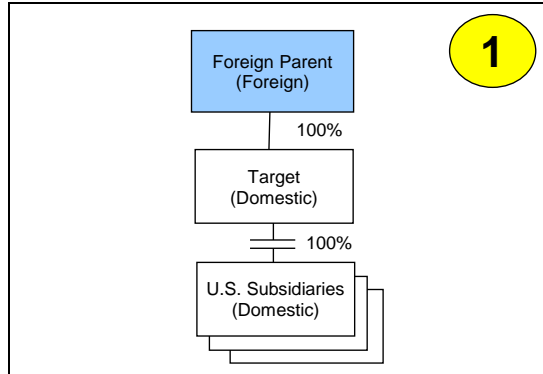 1
Foreign Parent
(Foreign)
100%
Target
(Domestic)
100%
U.S. Subsidiaries
(Domestic)